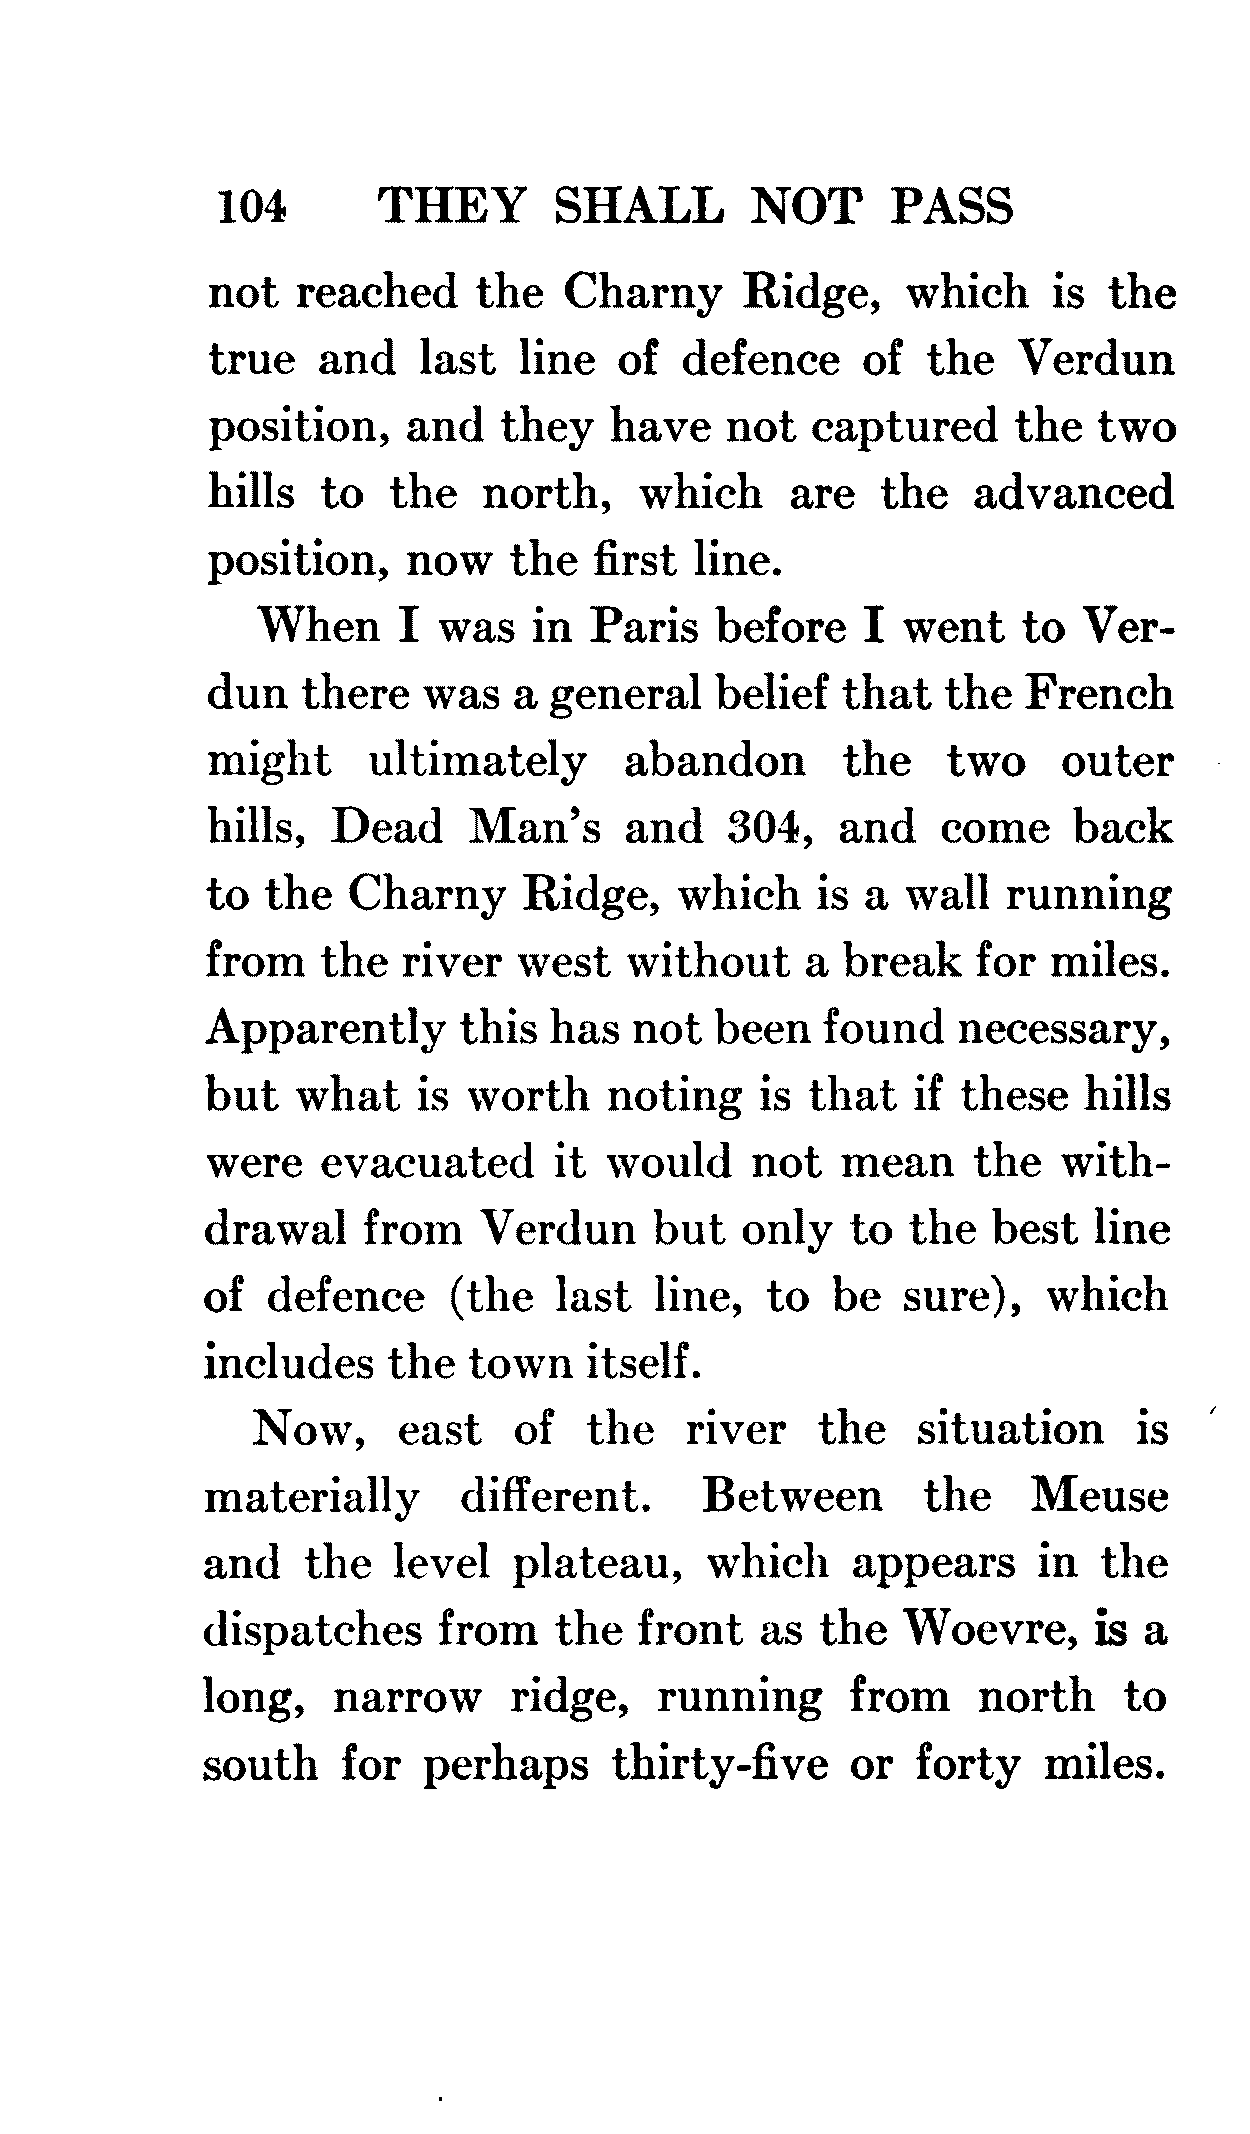 104 THEY SHALL NOT PASS
not reached the Charny Ridge, which is the
true and last line of defence of the Verdun
position, and they have not captured the two
hills to the north, which are the advanced
position, now the first line.
When I was in Paris before I went to Ver-
dun there was a general belief that the French
might ultimately abandon the two outer
hills, Dead Man's and 304, and come back
to the Charny Ridge, which is a wall running
from the river west without a break for miles.
Apparently this has not been found necessary,
but what is worth noting is that if these hills
were evacuated it would not mean the with-
drawal from Verdun but only to the best line
of defence (the last line, to be sure), which
includes the town itself.
Now, east of the river the situation is
materially different. Between the Meuse
and the level plateau, which appears in the
dispatches from the front as the Woevre, is a
long, narrow ridge, running from north to
south for perhaps thirty-five or forty miles.